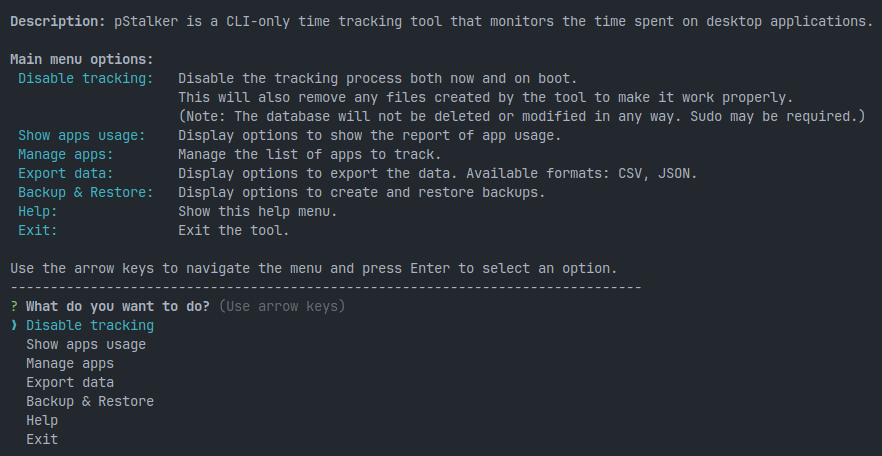 Description: pStalker is a CLI-only time tracking tool that monitors the time spent on desktop applications.
Main menu options:
Disable tracking: Disable the tracking process both now and on boot.
This will also remove any files created by the tool to make it work properly.
(Note: The database will not be deleted or modified in any way. Sudo may be required.)
Show apps usage: Display options to show the report of app usage.
Manage apps: Manage the list of apps to track.
Export data: Display options to export the data. Available formats: CSV, JSON.
Backup & Restore: Display options to create and restore backups.
Help: Show this help menu.
Exit: Exit the tool.
Use the arrow keys to navigate the menu and press Enter to select an option.
-------------------------------------------------------------------------------
? What do you want to do? (Use arrow keys)
❯ Disable tracking
Show apps usage
Manage apps
Export data
Backup & Restore
Help
Exit